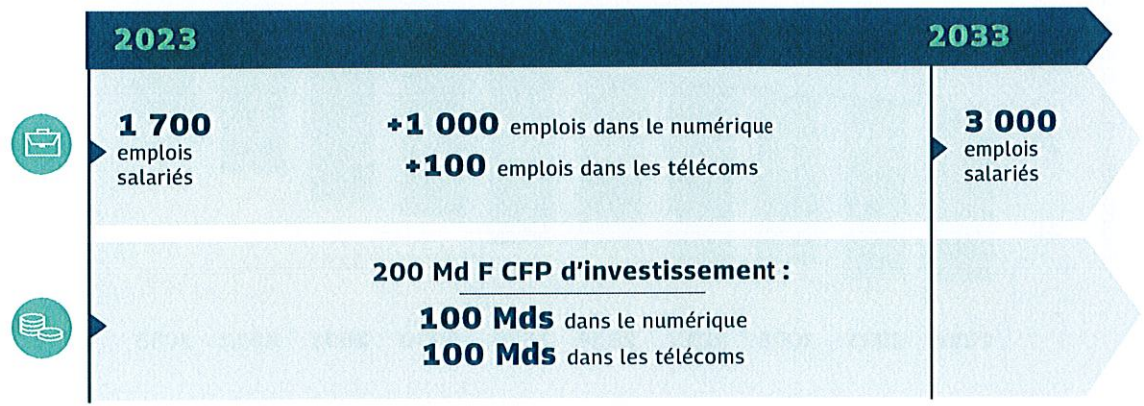 2023
2033
1 700
emplois
salariés
+1 000 emplois dans le numérique
+100 emplois dans les télécoms
3 000
emplois
salariés
200 Md F CFP d'investissement :
100 Mds dans le numérique
100 Mds dans les télécoms